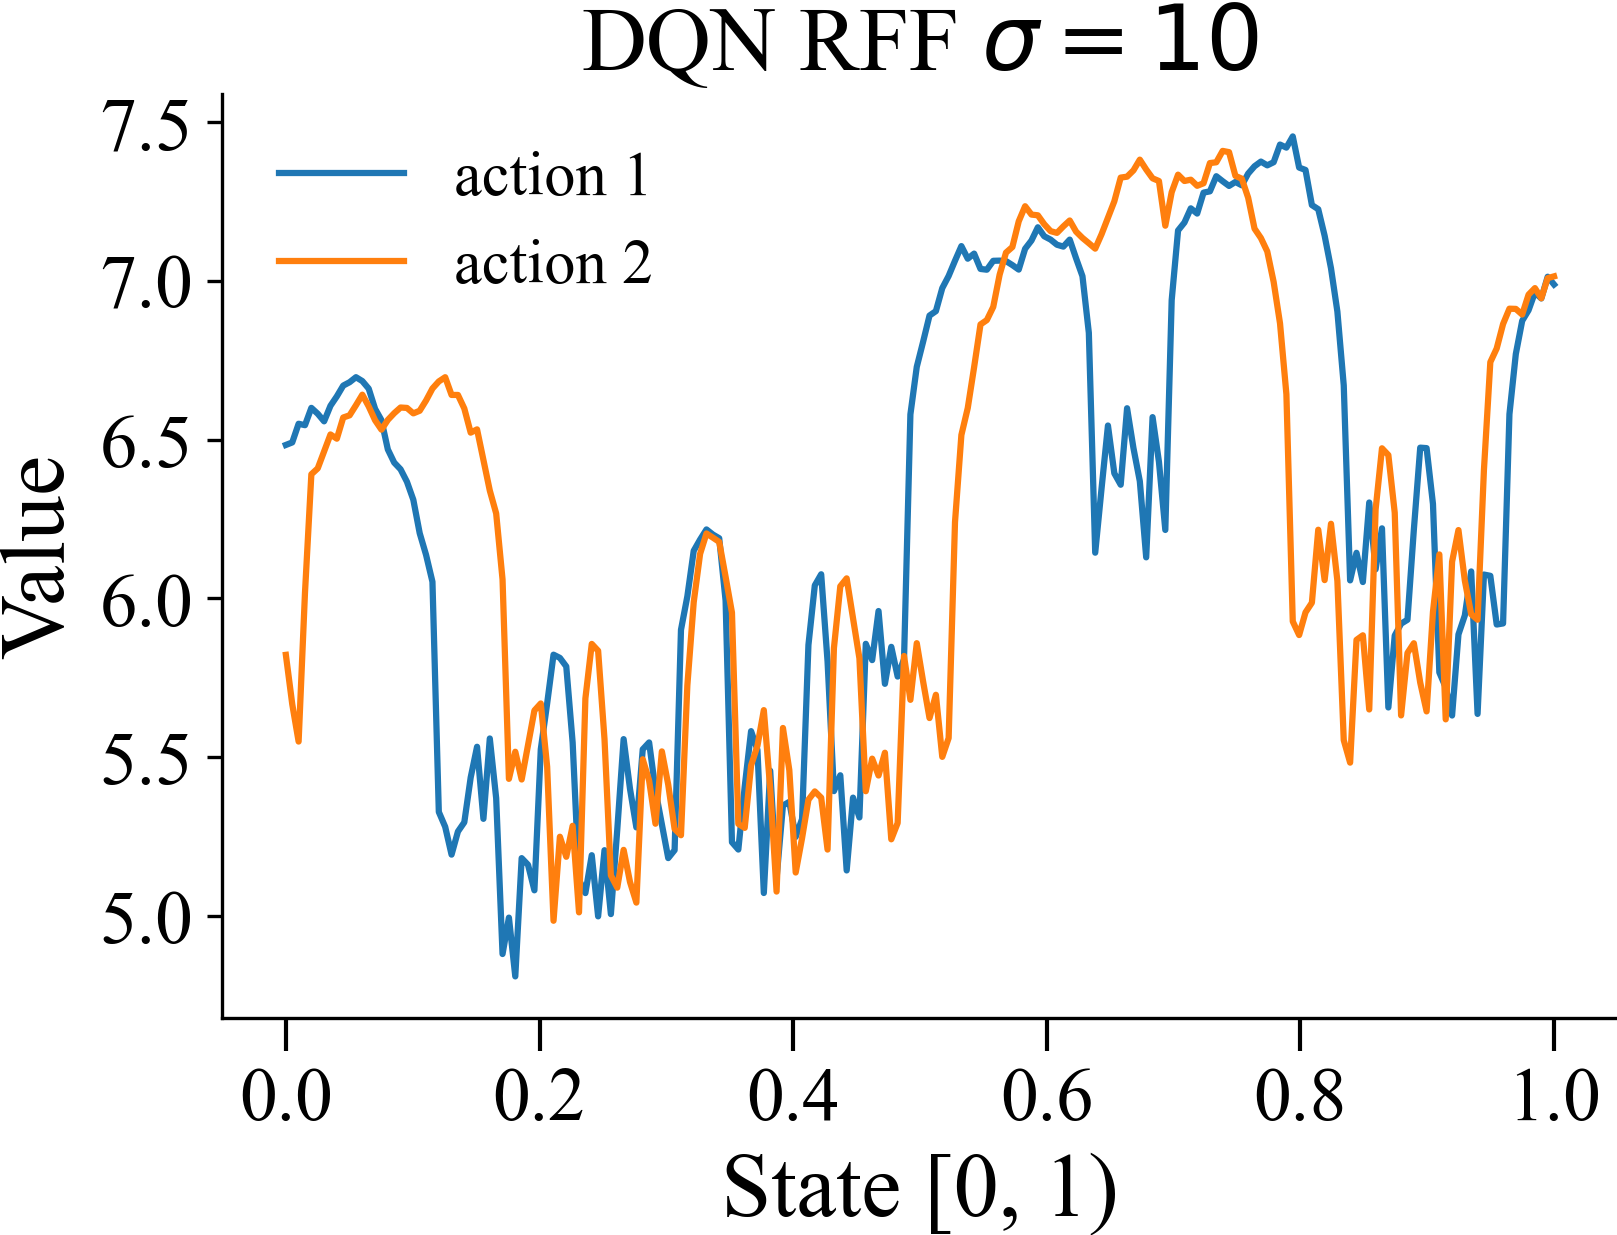 DQN RFF σ = 10
action 1
action 2
Value
7.5
7.0
6.5
6.0
5.5
5.0
0.0 0.2 0.4 0.6 0.8 1.0
State [0, 1)